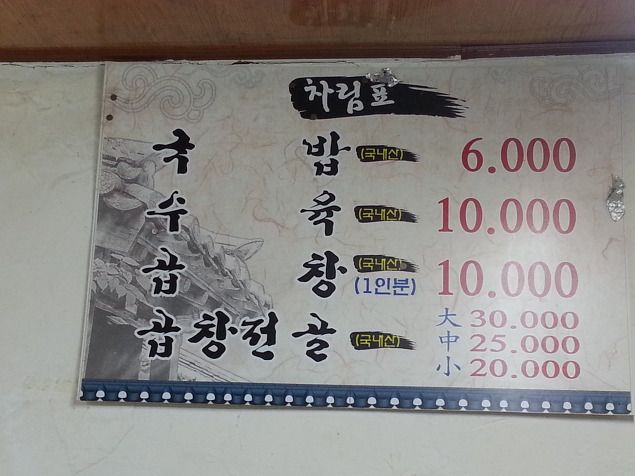 차림표
국 밥 (국내산) 6.000
수 육 (국내산) 10.000
곱 창 (국내산) (1인분) 10.000
곱창전골 (국내산) 大 30.000
中 25.000
小 20.000